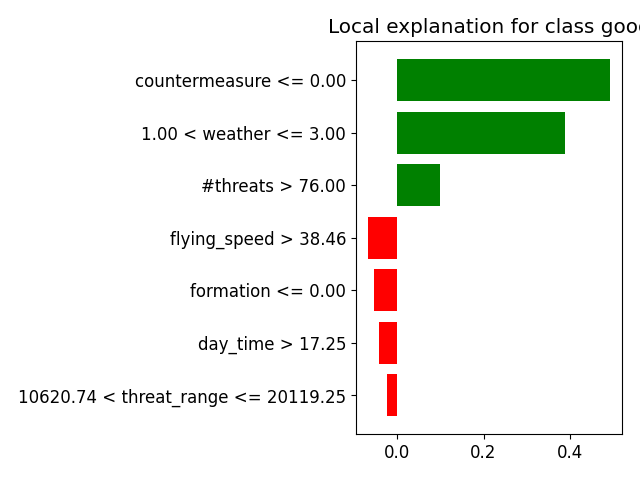 Local explanation for class good
countermeasure <= 0.00
1.00 < weather <= 3.00
#threats > 76.00
flying_speed > 38.46
formation <= 0.00
day_time > 17.25
10620.74 < threat_range <= 20119.25
0.0 0.2 0.4